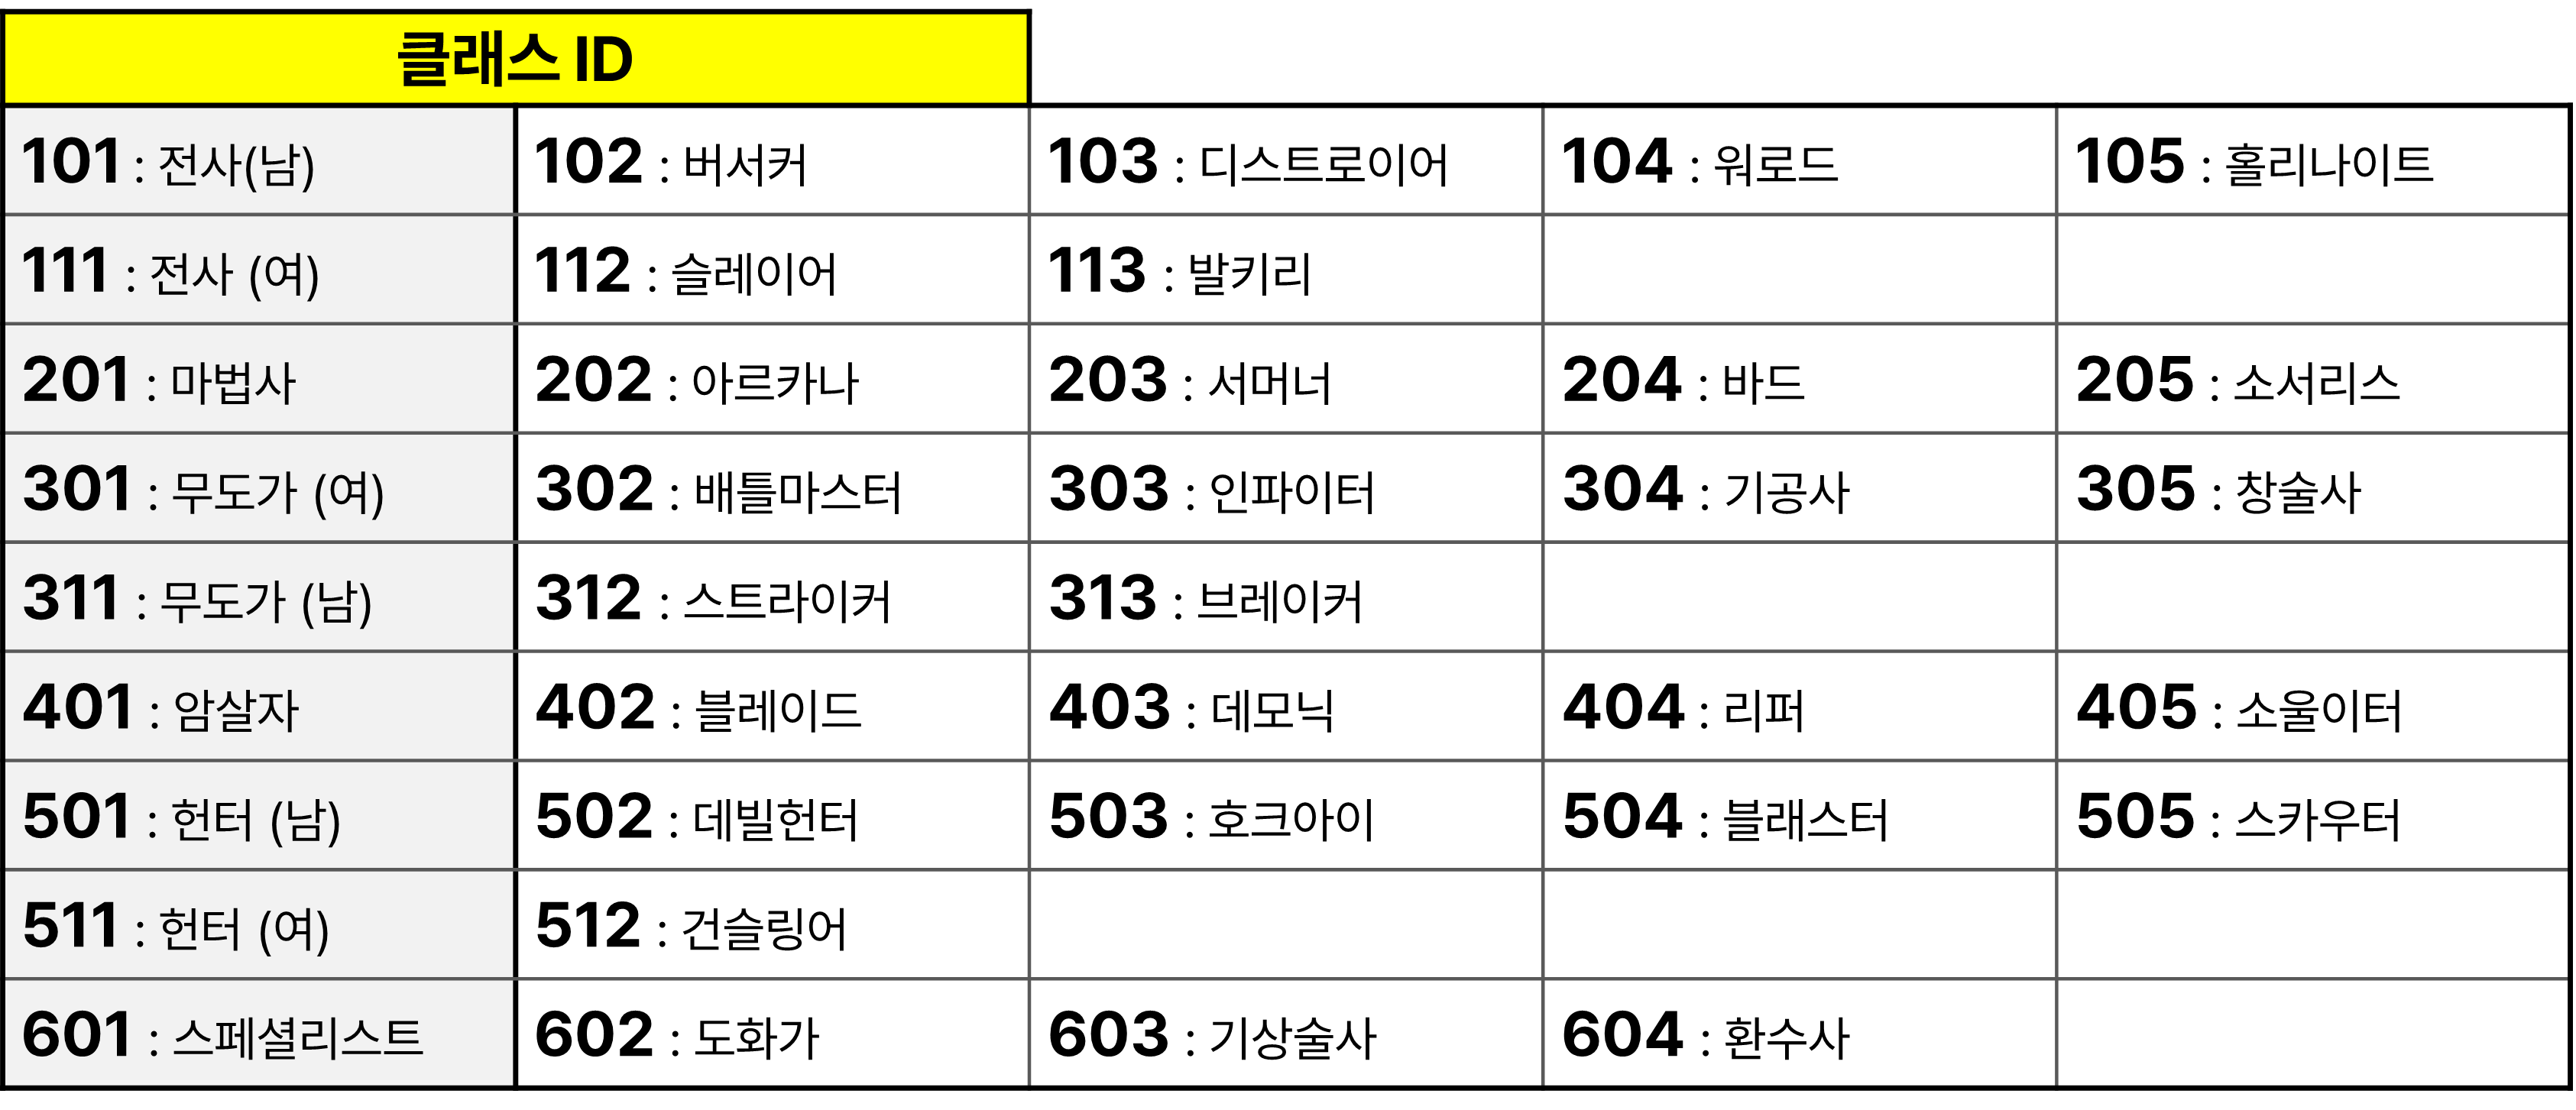 클래스 ID
101 : 전사(남) 102 : 버서커 103 : 디스트로이어 104 : 워로드 105 : 홀리나이트
111 : 전사 (여) 112 : 슬레이어 113 : 발키리
201 : 마법사 202 : 아르카나 203 : 서머너 204 : 바드 205 : 소서리스
301 : 무도가 (여) 302 : 배틀마스터 303 : 인파이터 304 : 기공사 305 : 창술사
311 : 무도가 (남) 312 : 스트라이커 313 : 브레이커
401 : 암살자 402 : 블레이드 403 : 데모닉 404 : 리퍼 405 : 소울이터
501 : 헌터 (남) 502 : 데빌헌터 503 : 호크아이 504 : 블래스터 505 : 스카우터
511 : 헌터 (여) 512 : 건슬링어
601 : 스페셜리스트 602 : 도화가 603 : 기상술사 604 : 환수사